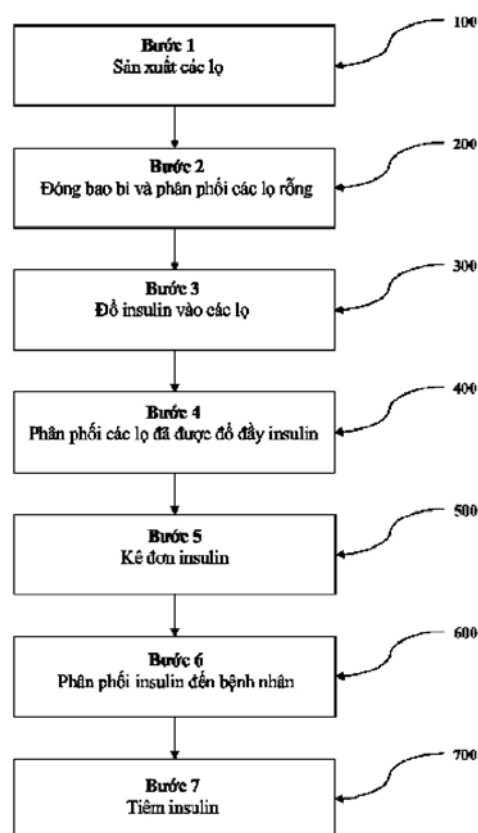 100
Bước 1
Sản xuất các lọ
200
Bước 2
Đóng bao bì và phân phối các lọ rỗng
300
Bước 3
Đổ insulin vào các lọ
400
Bước 4
Phân phối các lọ đã được đổ đầy insulin
500
Bước 5
Kê đơn insulin
600
Bước 6
Phân phối insulin đến bệnh nhân
700
Bước 7
Tiêm insulin